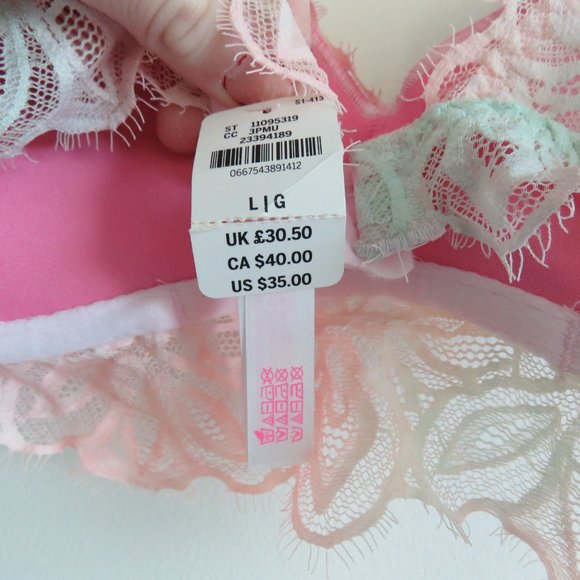 S1-413
ST 11095319
CC 3PMU
23394189
0667543891412
L | G
UK £30.50
CA $40.00
US $35.00